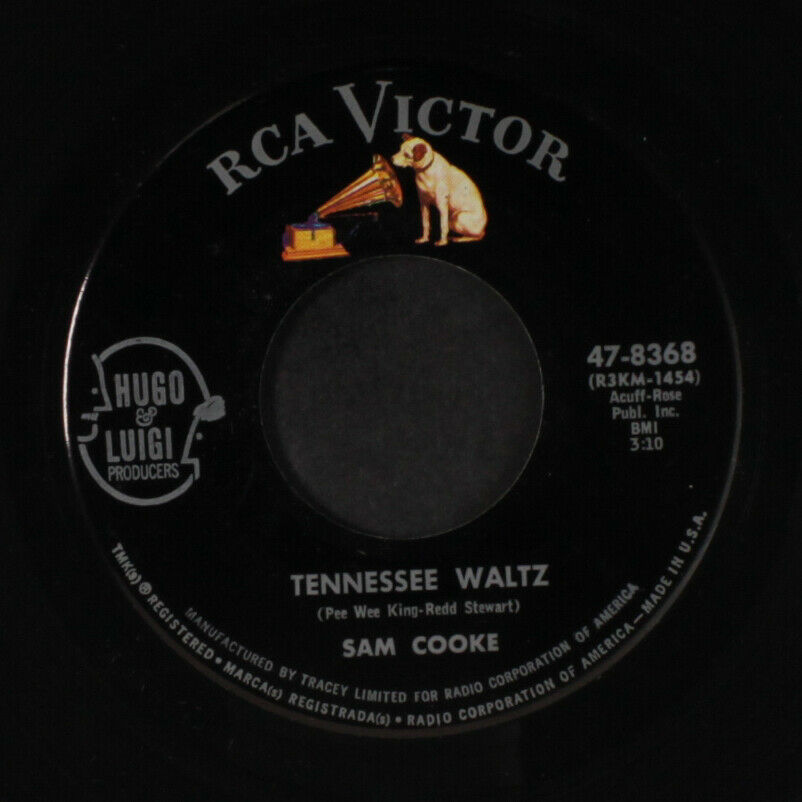 RCA VICTOR
HUGO
&
LUIGI
PRODUCERS
47-8368
(R3KM-1454)
Acuff-Rose
Publ. Inc.
BMI
3:10
TENNESSEE WALTZ
(Pee Wee King-Redd Stewart)
SAM COOKE
MANUFACTURED BY TRACEY LIMITED FOR RADIO CORPORATION OF AMERICA
TMK(s) ® REGISTERED • MARCA(s) REGISTRADA(s) • RADIO CORPORATION OF AMERICA—MADE IN U.S.A.